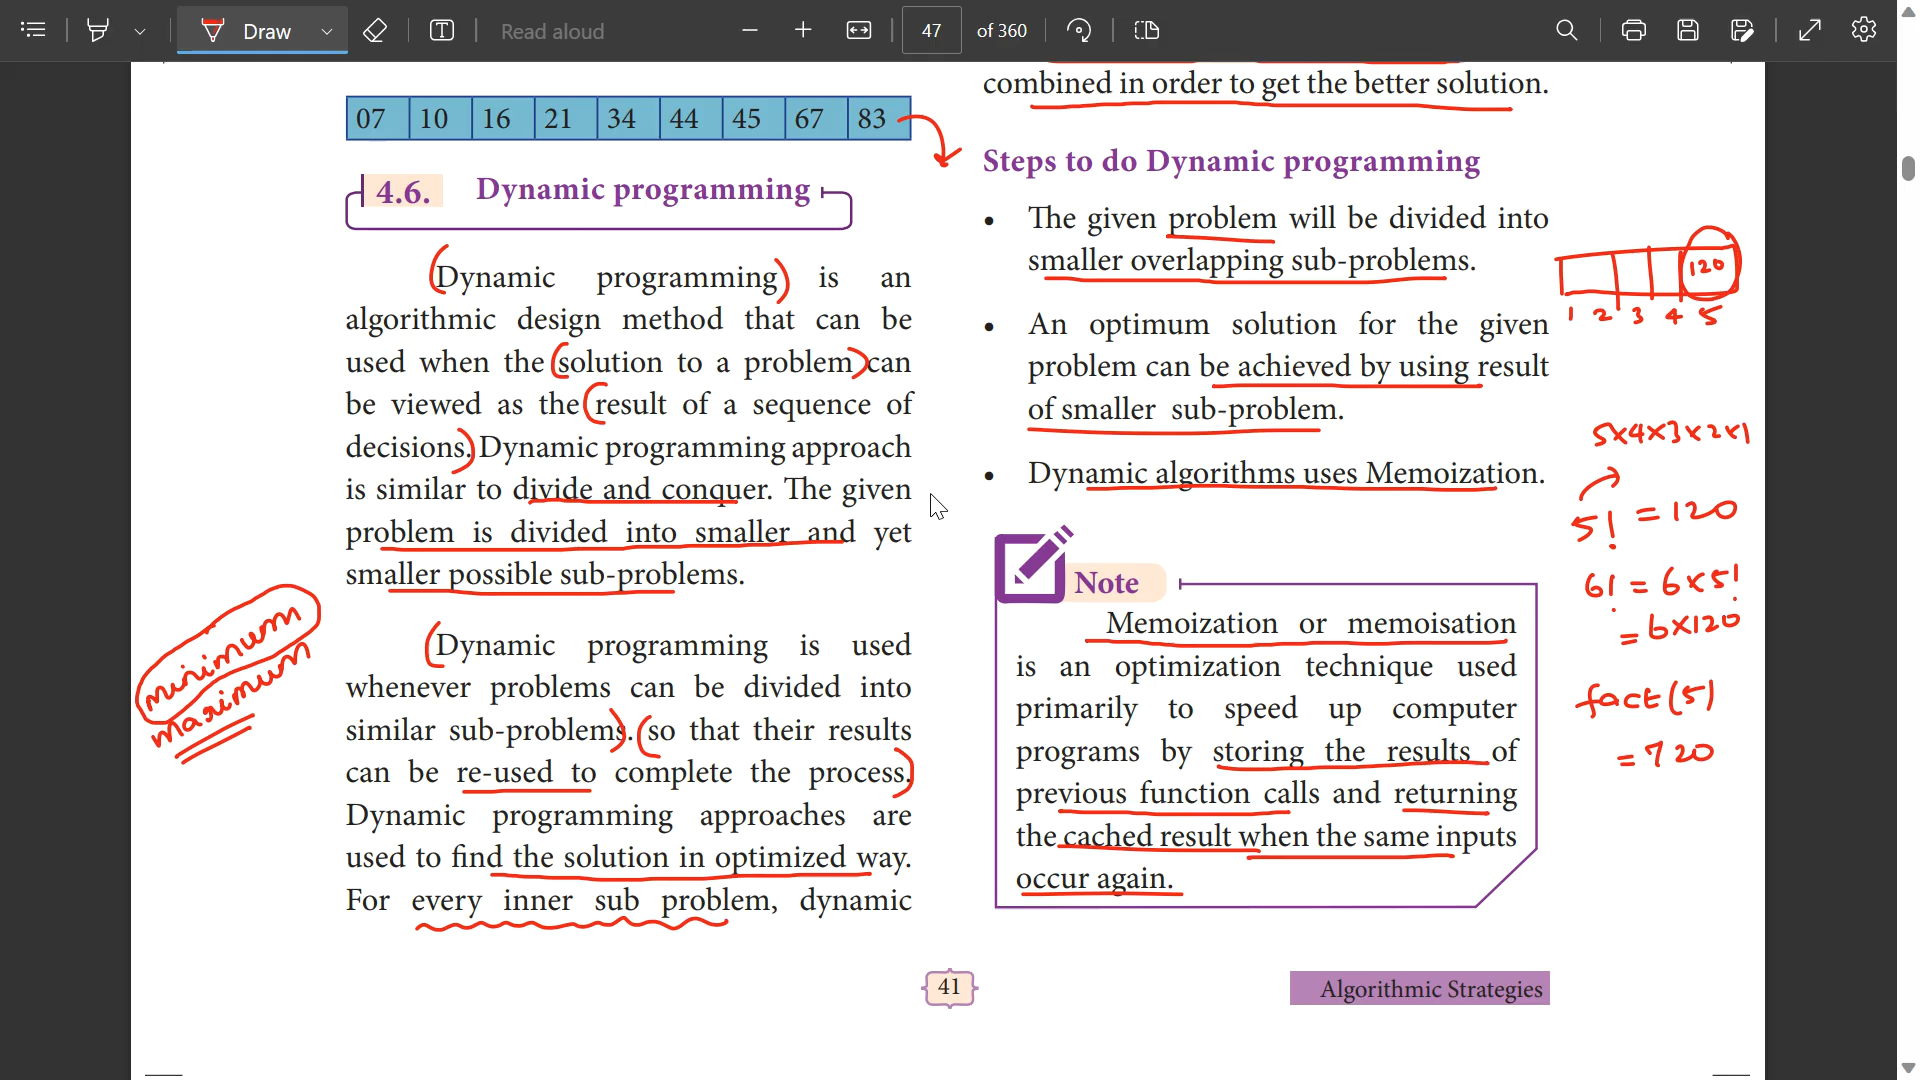 Draw
Read aloud
47 of 360
07 10 16 21 34 44 45 67 83
4.6. Dynamic programming
Dynamic programming is an
algorithmic design method that can be
used when the solution to a problem can
be viewed as the result of a sequence of
decisions. Dynamic programming approach
is similar to divide and conquer. The given
problem is divided into smaller and yet
smaller possible sub-problems.
minimum
maximum
Dynamic programming is used
whenever problems can be divided into
similar sub-problems. so that their results
can be re-used to complete the process.
Dynamic programming approaches are
used to find the solution in optimized way.
For every inner sub problem, dynamic
combined in order to get the better solution.
Steps to do Dynamic programming
• The given problem will be divided into
smaller overlapping sub-problems.
• An optimum solution for the given
problem can be achieved by using result
of smaller sub-problem.
• Dynamic algorithms uses Memoization.
Note
Memoization or memoisation
is an optimization technique used
primarily to speed up computer
programs by storing the results of
previous function calls and returning
the cached result when the same inputs
occur again.
120
1 2 3 4 5
5×4×3×2×1
5! = 120
6! = 6×5!
= 6×120
fact(5)
= 720
41
Algorithmic Strategies